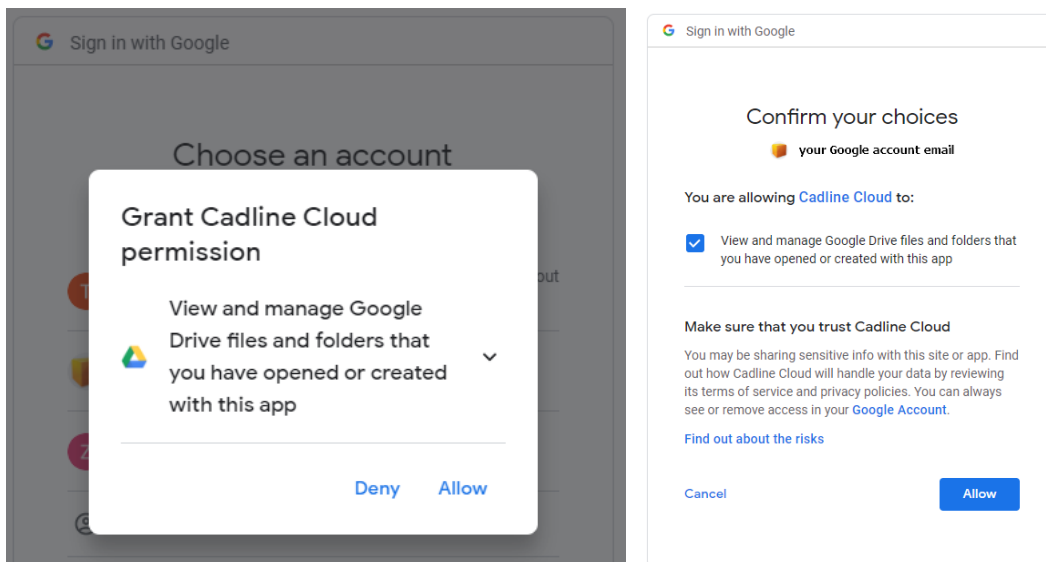 Sign in with Google
Choose an account
out
Grant Cadline Cloud
permission
View and manage Google
Drive files and folders that
you have opened or created
with this app
Deny Allow
Sign in with Google
Confirm your choices
your Google account email
You are allowing Cadline Cloud to:
View and manage Google Drive files and folders that
you have opened or created with this app
Make sure that you trust Cadline Cloud
You may be sharing sensitive info with this site or app. Find
out how Cadline Cloud will handle your data by reviewing
its terms of service and privacy policies. You can always
see or remove access in your Google Account.
Find out about the risks
Cancel Allow